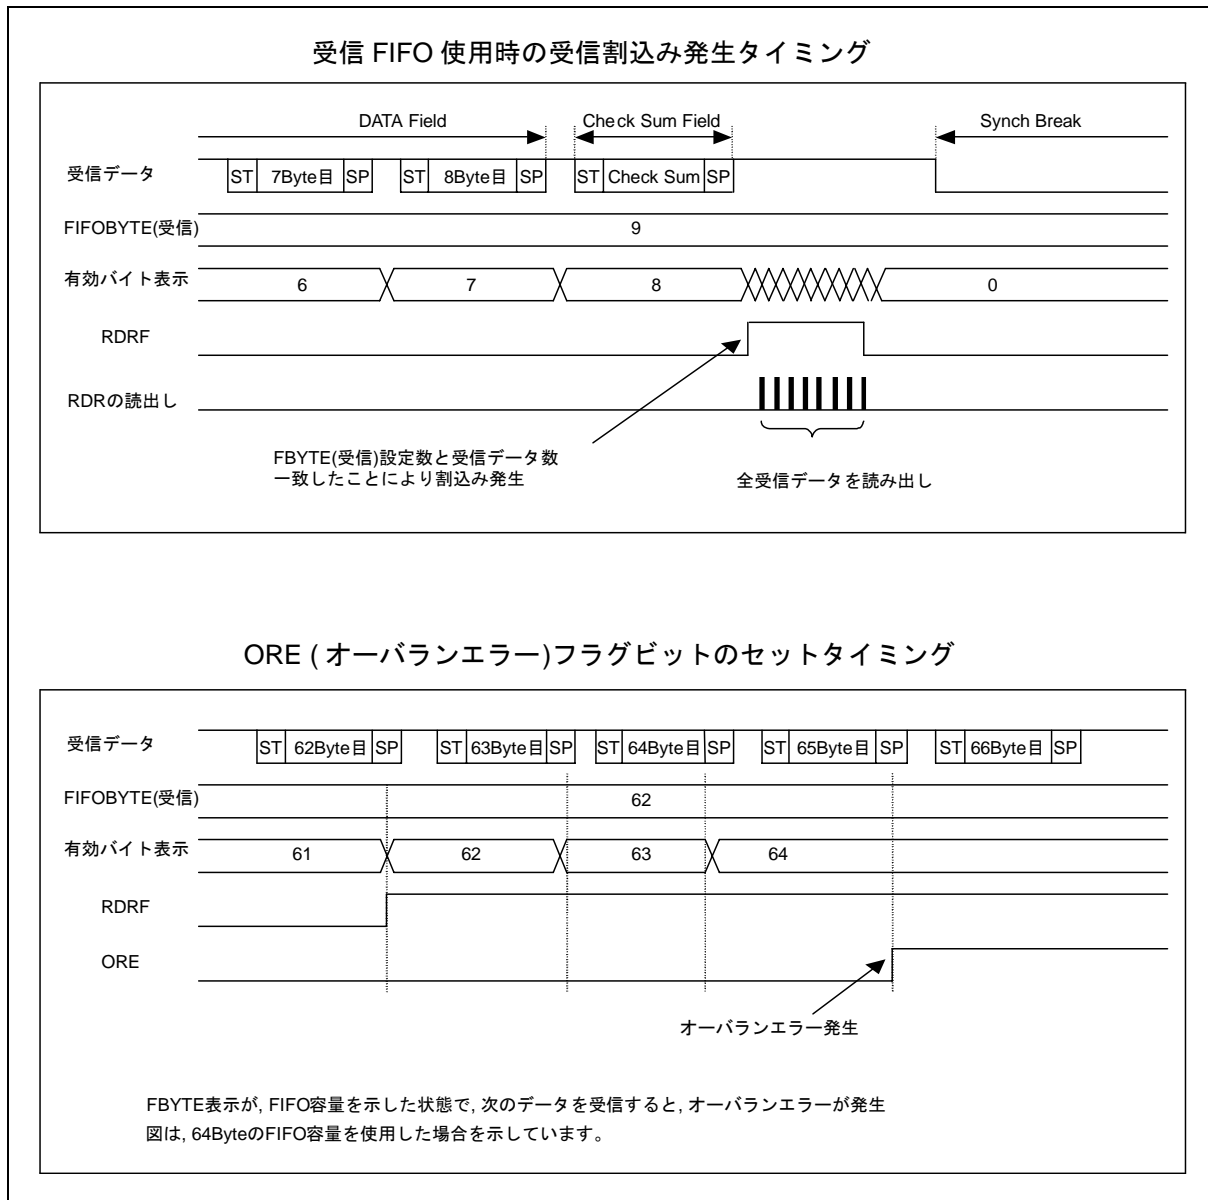 受信 FIFO 使用時の受信割込み発生タイミング
DATA Field
Check Sum Field
Synch Break
受信データ
ST 7Byte目 SP ST 8Byte目 SP ST Check Sum SP
FIFOBYTE(受信)
9
有効バイト表示
6 7 8 0
RDRF
RDRの読出し
FBYTE(受信)設定数と受信データ数
一致したことにより割込み発生
全受信データを読み出し
ORE ( オーバランエラー)フラグビットのセットタイミング
受信データ
ST 62Byte目 SP ST 63Byte目 SP ST 64Byte目 SP ST 65Byte目 SP ST 66Byte目 SP
FIFOBYTE(受信)
62
有効バイト表示
61 62 63 64
RDRF
ORE
オーバランエラー発生
FBYTE表示が, FIFO容量を示した状態で, 次のデータを受信すると, オーバランエラーが発生
図は, 64ByteのFIFO容量を使用した場合を示しています。